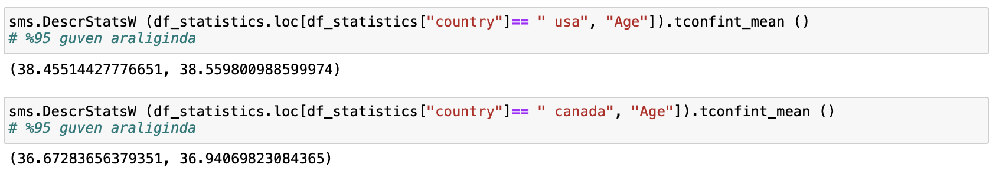 sms.DescrStatsW (df_statistics.loc[df_statistics["country"]== " usa", "Age"]).tconfint_mean ()
# %95 guven araliginda
(38.45514427776651, 38.559800988599974)
sms.DescrStatsW (df_statistics.loc[df_statistics["country"]== " canada", "Age"]).tconfint_mean ()
# %95 guven araliginda
(36.67283656379351, 36.94069823084365)